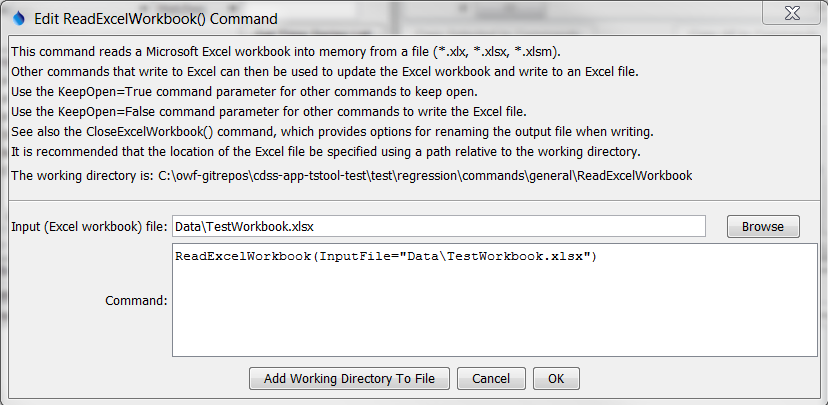 Edit ReadExcelWorkbook() Command
This command reads a Microsoft Excel workbook into memory from a file (*.xlx, *.xlsx, *.xlsm).
Other commands that write to Excel can then be used to update the Excel workbook and write to an Excel file.
Use the KeepOpen=True command parameter for other commands to keep open.
Use the KeepOpen=False command parameter for other commands to write the Excel file.
See also the CloseExcelWorkbook() command, which provides options for renaming the output file when writing.
It is recommended that the location of the Excel file be specified using a path relative to the working directory.
The working directory is: C:\owf-gitrepos\cdss-app-tstool-test\test\regression\commands\general\ReadExcelWorkbook
Input (Excel workbook) file: Data\TestWorkbook.xlsx Browse
ReadExcelWorkbook(InputFile="Data\TestWorkbook.xlsx")
Command:
Add Working Directory To File Cancel OK